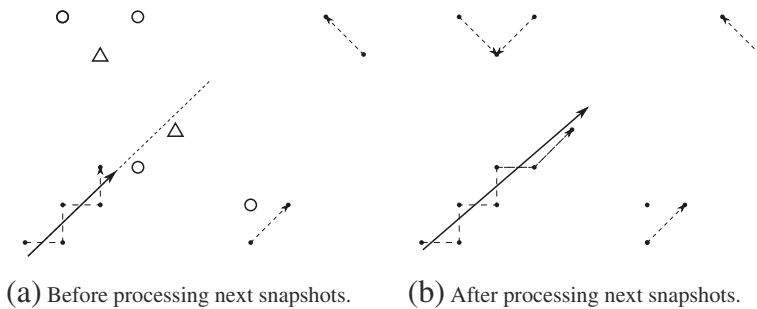 (a) Before processing next snapshots.
(b) After processing next snapshots.